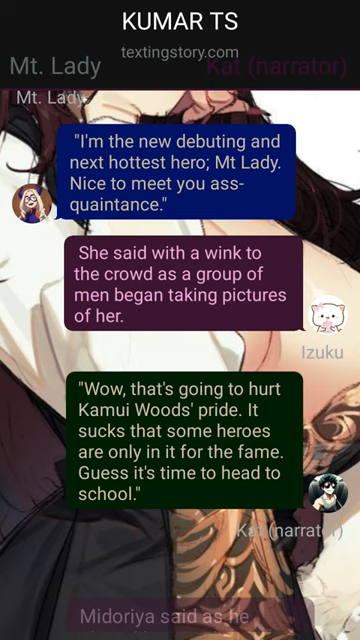 KUMAR TS
textingstory.com
Mt. Lady
Kat (narrator)
Mt. Lady
"I'm the new debuting and
next hottest hero; Mt Lady.
Nice to meet you ass-
quaintance."
She said with a wink to
the crowd as a group of
men began taking pictures
of her.
Izuku
"Wow, that's going to hurt
Kamui Woods' pride. It
sucks that some heroes
are only in it for the fame.
Guess it's time to head to
school."
Kat (narrator)
Midoriya said as he